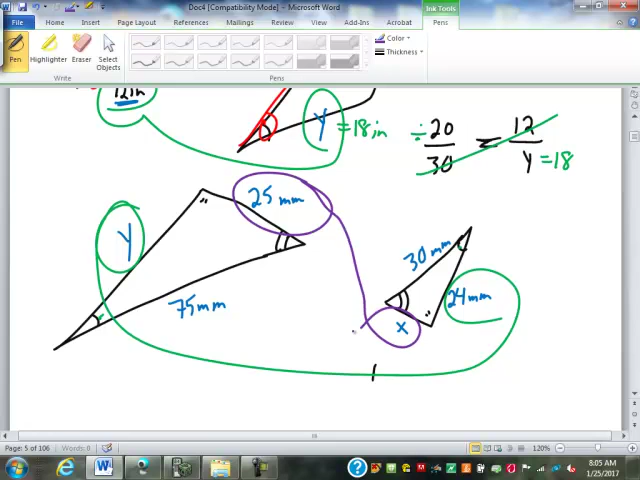 Doc4 [Compatibility Mode] - Microsoft Word
Ink Tools
File Home Insert Page Layout References Mailings Review View Add-Ins Acrobat Pens
Pen Highlighter Eraser Select Objects
Color
Thickness
Write Pens
12in
Y = 18 in
÷ 20/30 = 12/Y = 18
25 mm
Y
75 mm
30 mm
24 mm
x
Page: 5 of 106 Words: 0 120%
8:05 AM
1/25/2017